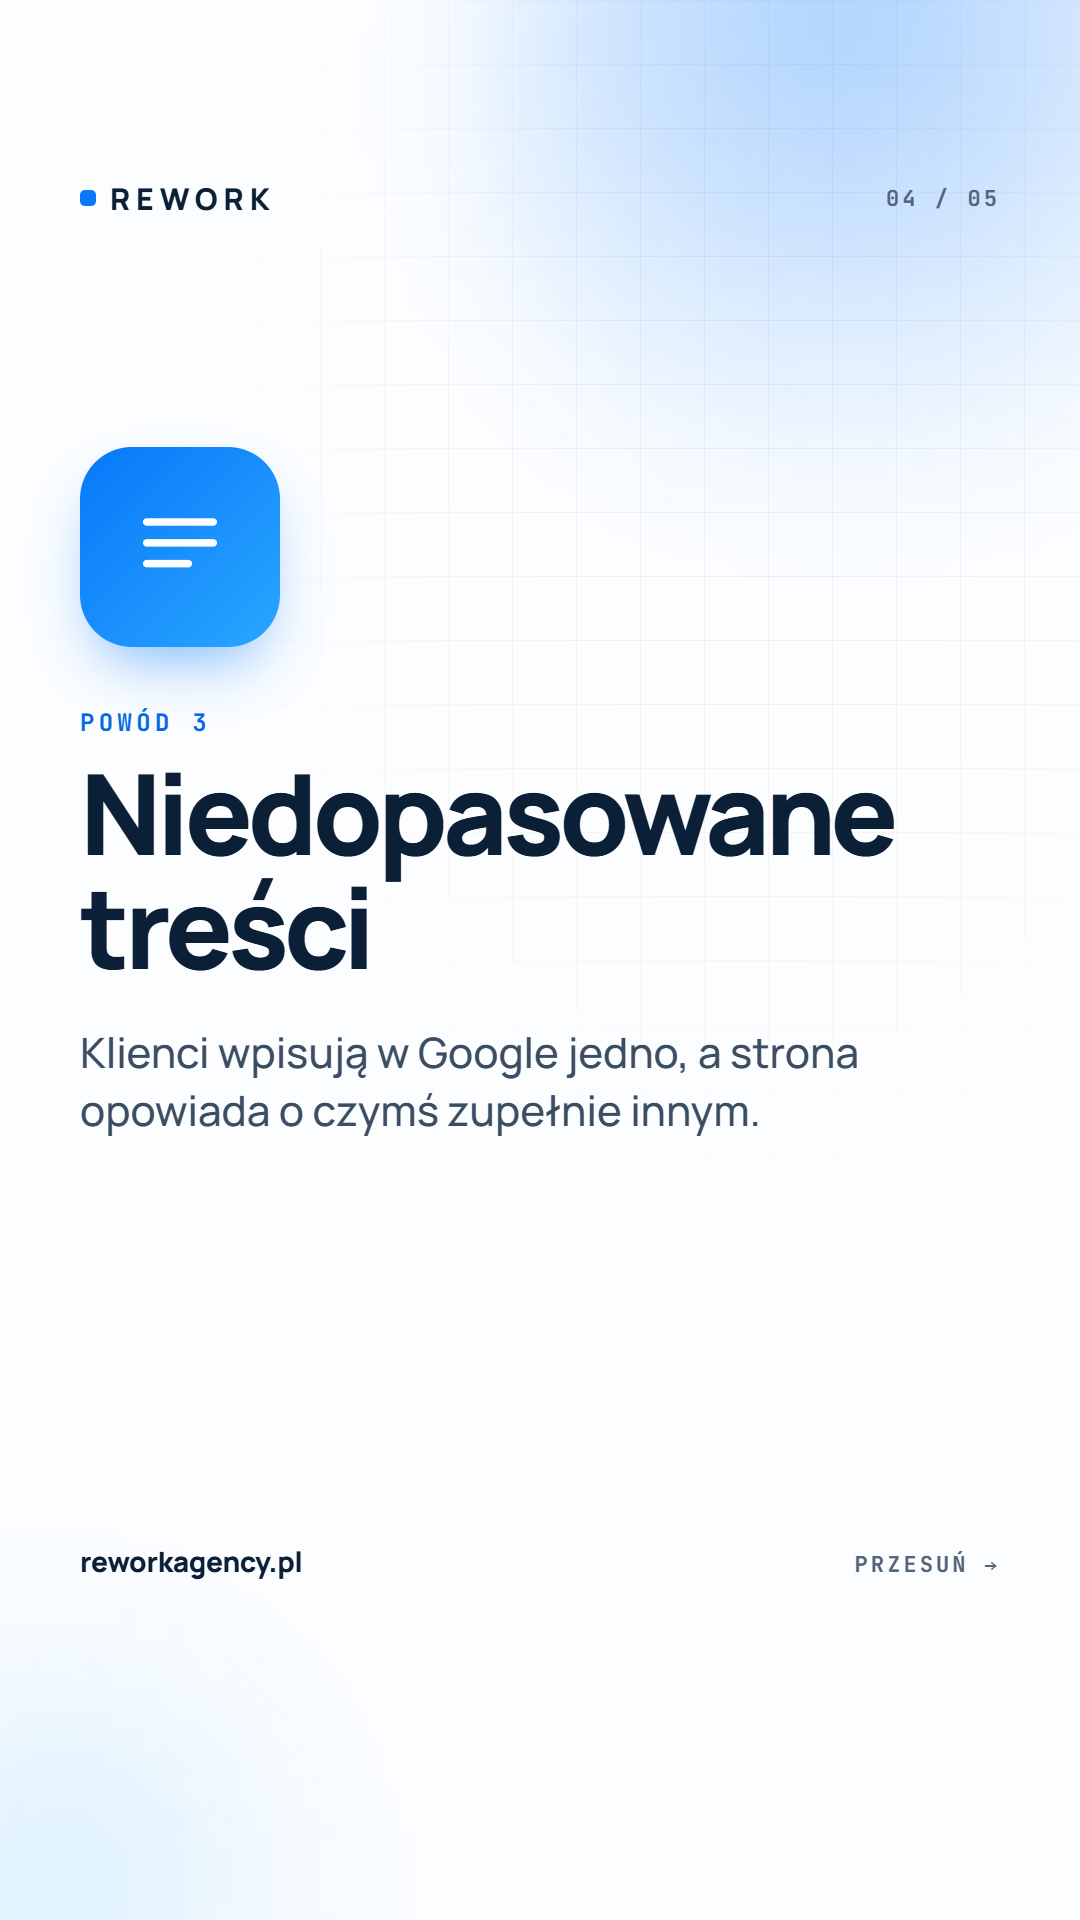 REWORK
04 / 05
POWÓD 3
Niedopasowane
treści
Klienci wpisują w Google jedno, a strona
opowiada o czymś zupełnie innym.
reworkagency.pl
PRZESUŃ →